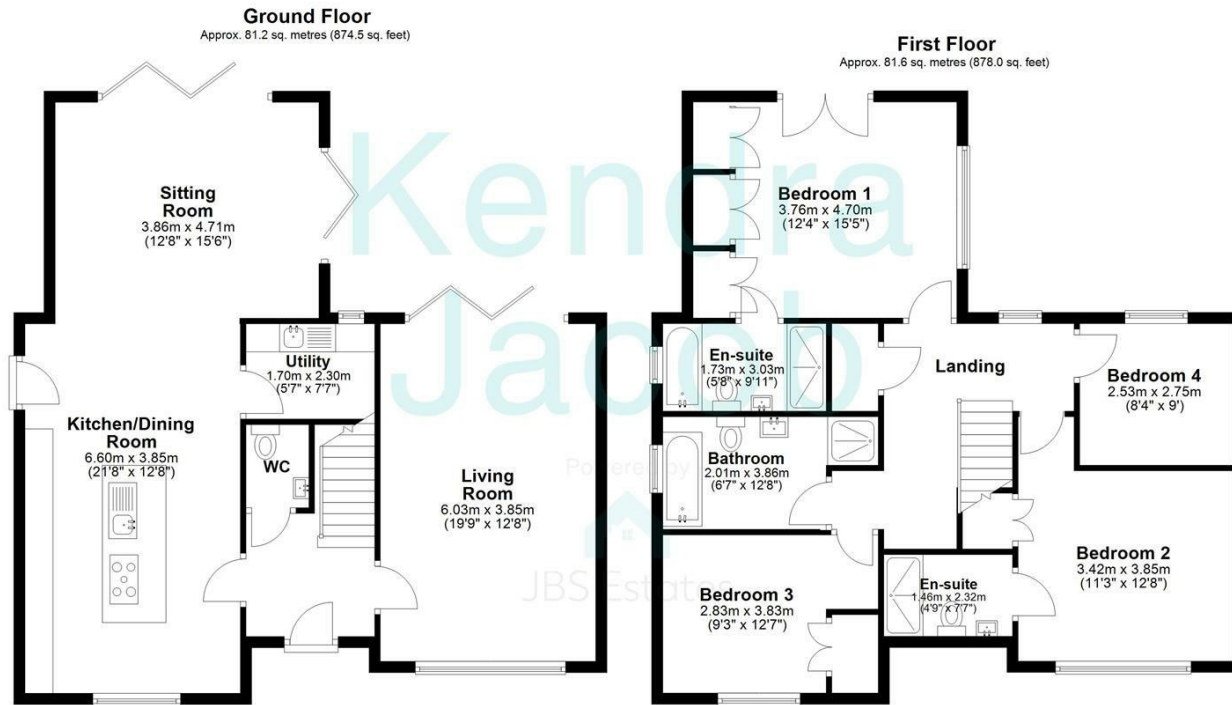 Ground Floor
Approx. 81.2 sq. metres (874.5 sq. feet)
Sitting
Room
3.86m x 4.71m
(12'8" x 15'6")
Utility
1.70m x 2.30m
(5'7" x 7'7")
Kitchen/Dining
Room
6.60m x 3.85m
(21'8" x 12'8")
WC
Living
Room
6.03m x 3.85m
(19'9" x 12'8")
First Floor
Approx. 81.6 sq. metres (878.0 sq. feet)
Bedroom 1
3.76m x 4.70m
(12'4" x 15'5")
En-suite
1.73m x 3.03m
(5'8" x 9'11")
Landing
Bedroom 4
2.53m x 2.75m
(8'4" x 9')
Bathroom
2.01m x 3.86m
(6'7" x 12'8")
Bedroom 2
3.42m x 3.85m
(11'3" x 12'8")
En-suite
1.46m x 2.32m
(4'9" x 7'7")
Bedroom 3
2.83m x 3.83m
(9'3" x 12'7")
Kendra
Jacob
Powered by
JBS Estates